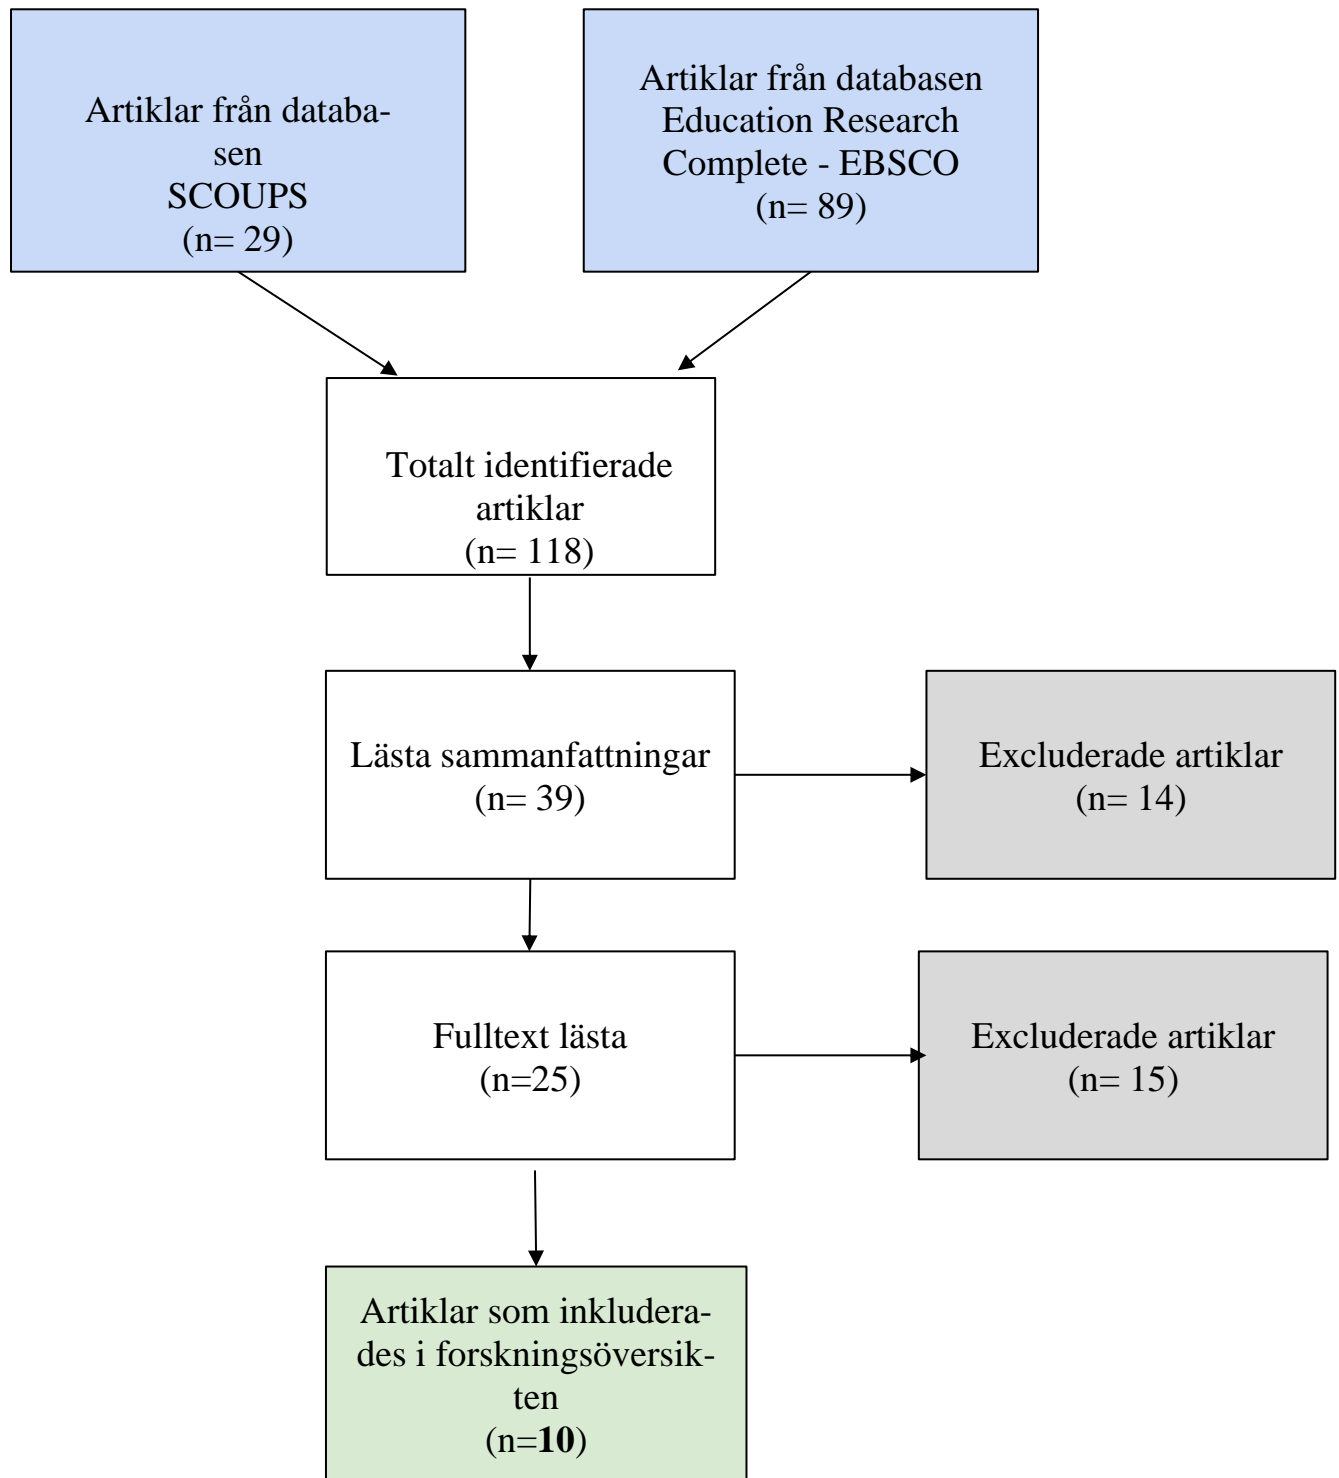 Artiklar från databa-
sen
SCOUPS
(n= 29)
Artiklar från databasen
Education Research
Complete - EBSCO
(n= 89)
Totalt identifierade
artiklar
(n= 118)
Lästa sammanfattningar
(n= 39)
Excluderade artiklar
(n= 14)
Fulltext lästa
(n=25)
Excluderade artiklar
(n= 15)
Artiklar som inkludera-
des i forskningsöversik-
ten
(n=10)